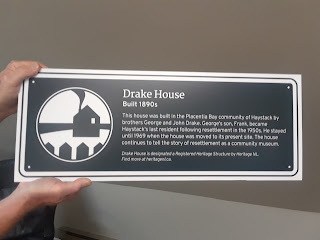 Drake House
Built 1890s
This house was built in the Placentia Bay community of Haystack by
brothers George and John Drake. George's son, Frank, became
Haystack's last resident following resettlement in the 1950s. He stayed
until 1969 when the house was moved to its present site. The house
continues to tell the story of resettlement as a community museum.
Drake House is designated a Registered Heritage Structure by Heritage NL.
Find more at heritagenl.ca.